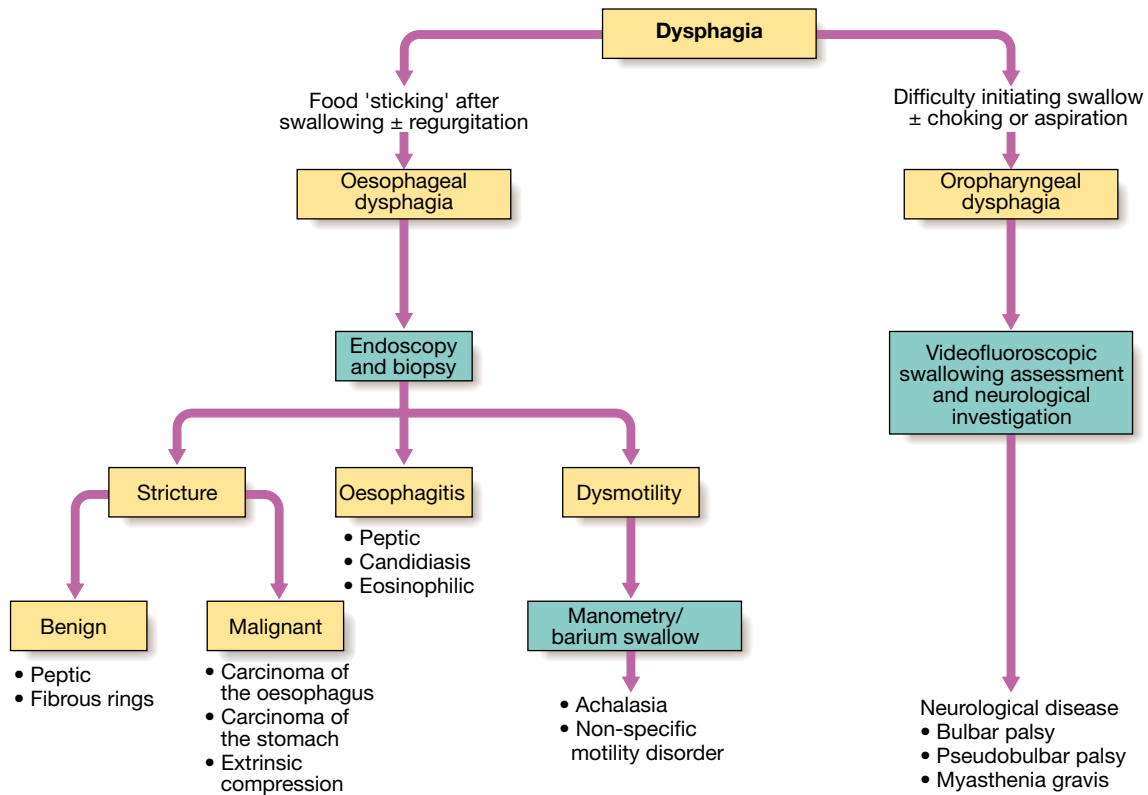 Dysphagia
Food 'sticking' after
swallowing ± regurgitation
Oesophageal
dysphagia
Endoscopy
and biopsy
Stricture
Benign
• Peptic
• Fibrous rings
Malignant
• Carcinoma of
the oesophagus
• Carcinoma of
the stomach
• Extrinsic
compression
Oesophagitis
• Peptic
• Candidiasis
• Eosinophilic
Dysmotility
Manometry/
barium swallow
• Achalasia
• Non-specific
motility disorder
Difficulty initiating swallow
± choking or aspiration
Oropharyngeal
dysphagia
Videofluoroscopic
swallowing assessment
and neurological
investigation
Neurological disease
• Bulbar palsy
• Pseudobulbar palsy
• Myasthenia gravis